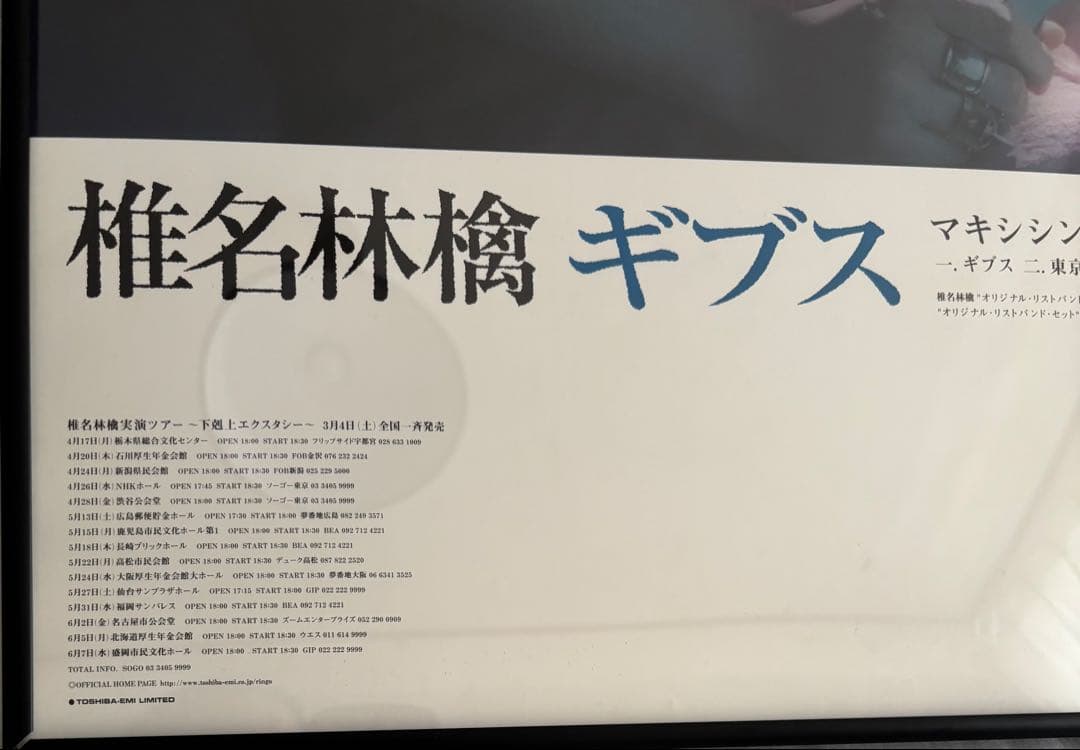 椎名林檎 ギブス
マキシシン
一. ギブス 二. 東京
椎名林檎"オリジナル・リストバンド
"オリジナル・リストバンド・セット"
椎名林檎実演ツアー 〜下剋上エクスタシー〜 3月4日(土)全国一斉発売
4月17日(月)栃木県総合文化センター OPEN 18:00 START 18:30 フリップサイド宇都宮 028 633 1009
4月20日(木)石川厚生年金会館 OPEN 18:00 START 18:30 FOB金沢 076 232 2424
4月24日(月)新潟県民会館 OPEN 18:00 START 18:30 FOB新潟 025 229 5000
4月26日(水)NHKホール OPEN 17:45 START 18:30 ソーゴー東京 03 3405 9999
4月28日(金)渋谷公会堂 OPEN 18:00 START 18:30 ソーゴー東京 03 3405 9999
5月13日(土)広島郵便貯金ホール OPEN 17:30 START 18:00 夢番地広島 082 249 3571
5月15日(月)鹿児島市民文化ホール第1 OPEN 18:00 START 18:30 BEA 092 712 4221
5月18日(木)長崎ブリックホール OPEN 18:00 START 18:30 BEA 092 712 4221
5月22日(月)高松市民会館 OPEN 18:00 START 18:30 デューク高松 087 822 2520
5月24日(水)大阪厚生年金会館大ホール OPEN 18:00 START 18:30 夢番地大阪 06 6341 3525
5月27日(土)仙台サンプラザホール OPEN 17:15 START 18:00 GIP 022 222 9999
5月31日(水)福岡サンパレス OPEN 18:00 START 18:30 BEA 092 712 4221
6月2日(金)名古屋市公会堂 OPEN 18:00 START 18:30 ズームエンタープライズ 052 290 0909
6月5日(月)北海道厚生年金会館 OPEN 18:00 START 18:30 ウエス 011 614 9999
6月7日(水)盛岡市民文化ホール OPEN 18:00 START 18:30 GIP 022 222 9999
TOTAL INFO. SOGO 03 3405 9999
◎OFFICIAL HOME PAGE http://www.toshiba-emi.co.jp/ringo
●TOSHIBA-EMI LIMITED